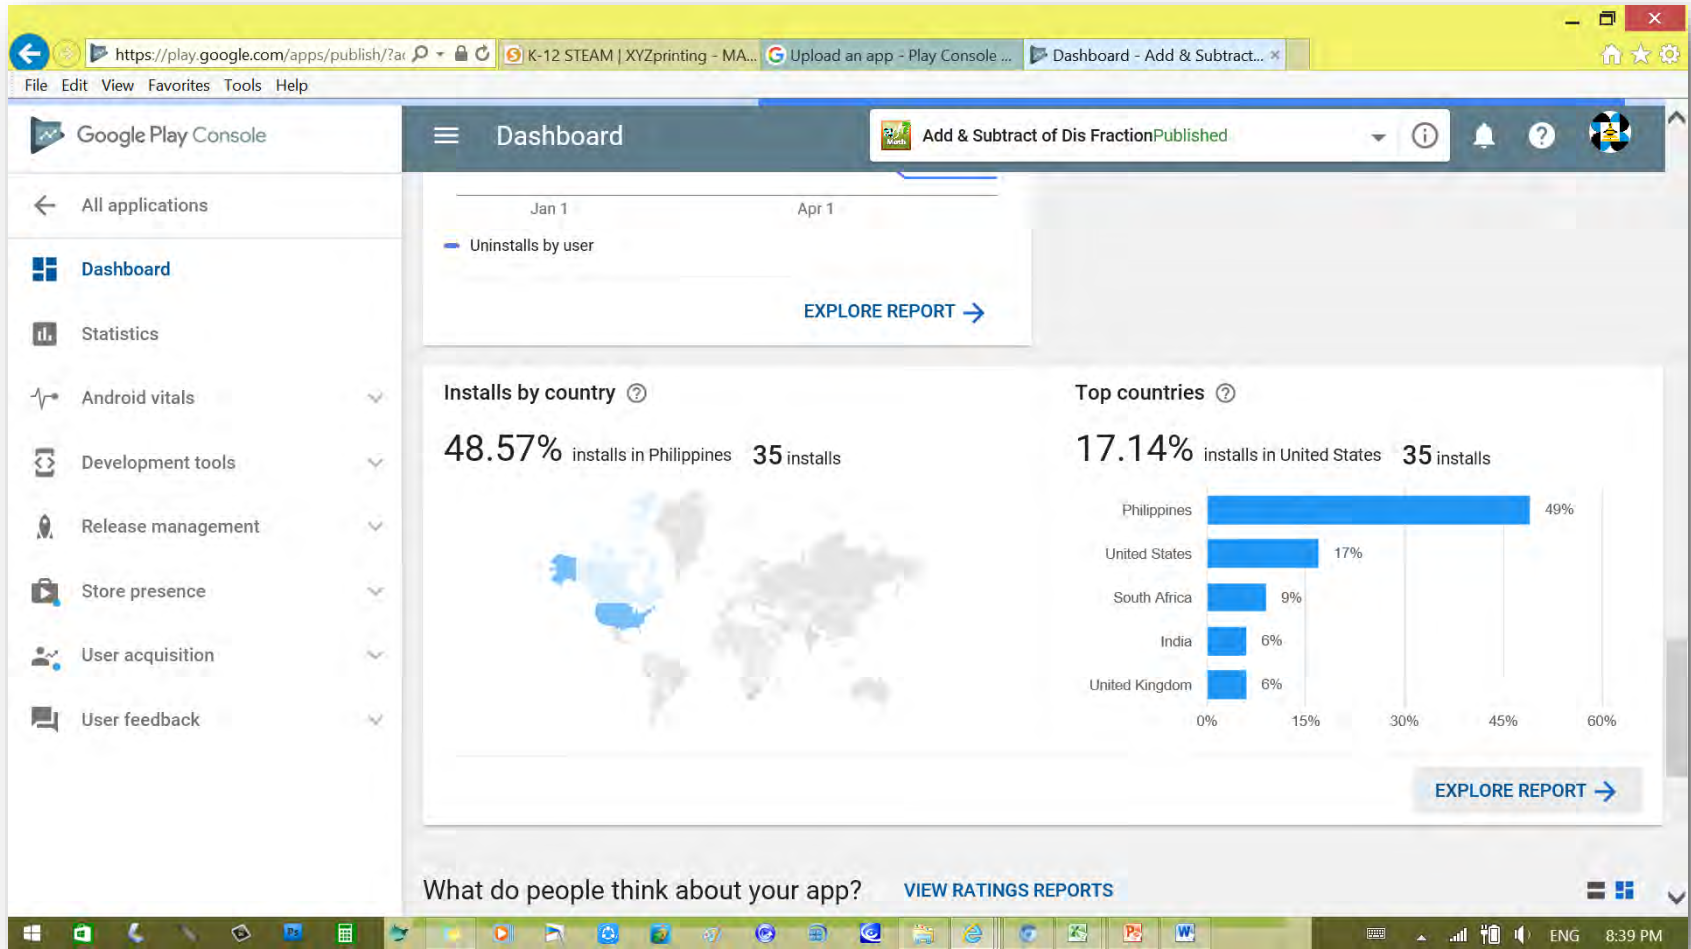 https://play.google.com/apps/publish/?ac
K-12 STEAM | XYZprinting - MA...
Upload an app - Play Console ...
Dashboard - Add & Subtract...
File Edit View Favorites Tools Help
Google Play Console
Dashboard
Add & Subtract of Dis FractionPublished
All applications
Dashboard
Statistics
Android vitals
Development tools
Release management
Store presence
User acquisition
User feedback
Jan 1 Apr 1
Uninstalls by user
EXPLORE REPORT
Installs by country
48.57% installs in Philippines 35 installs
Top countries
17.14% installs in United States 35 installs
Philippines 49%
United States 17%
South Africa 9%
India 6%
United Kingdom 6%
0% 15% 30% 45% 60%
EXPLORE REPORT
What do people think about your app? VIEW RATINGS REPORTS
ENG 8:39 PM